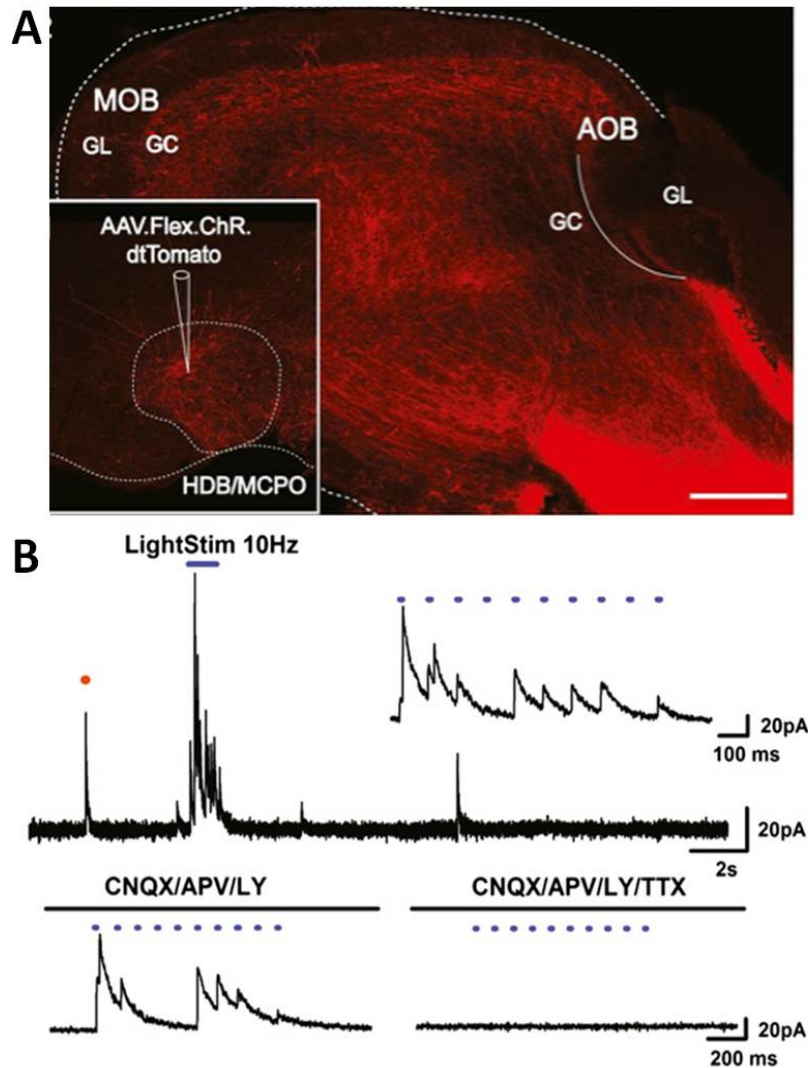 A
MOB
GL
GC
AOB
GL
GC
AAV.Flex.ChR.
dtTomato
HDB/MCPO
B
LightStim 10Hz
20pA
100 ms
20pA
2s
CNQX/APV/LY
CNQX/APV/LY/TTX
20pA
200 ms